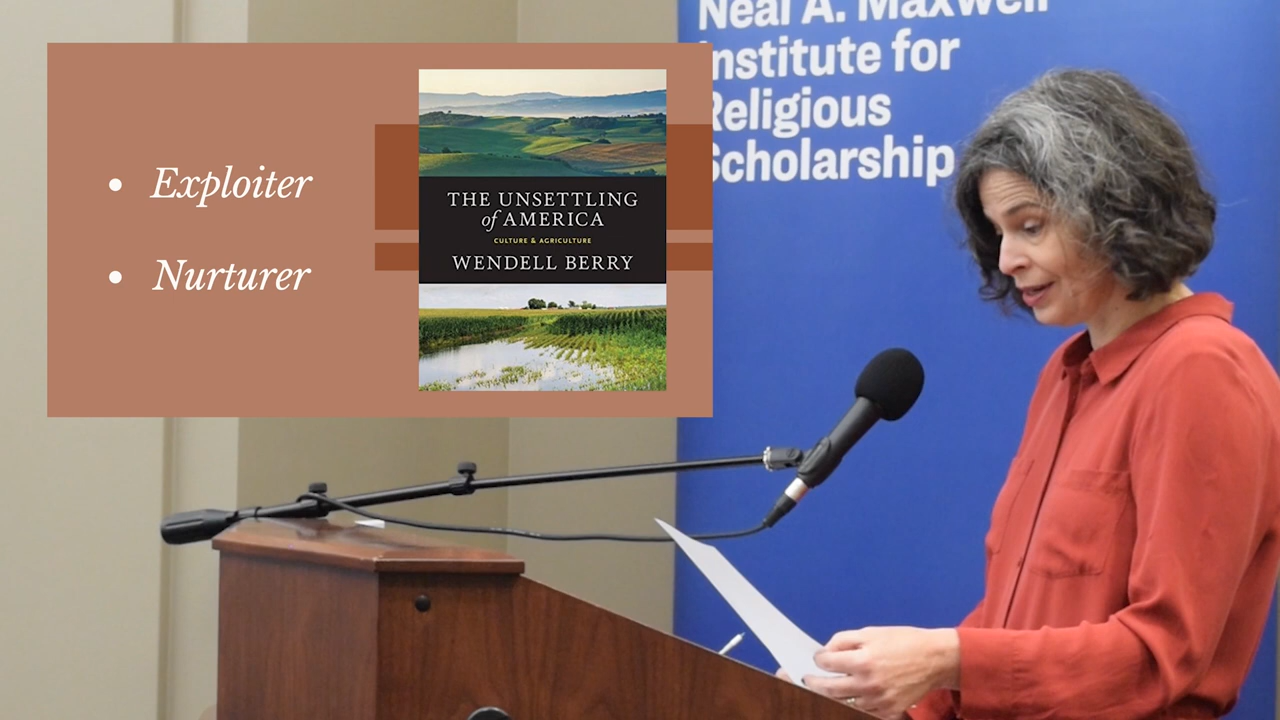 Exploiter
Nurturer
THE UNSETTLING
of AMERICA
CULTURE & AGRICULTURE
WENDELL BERRY
Neal A. Maxwell
Institute for
Religious
Scholarship